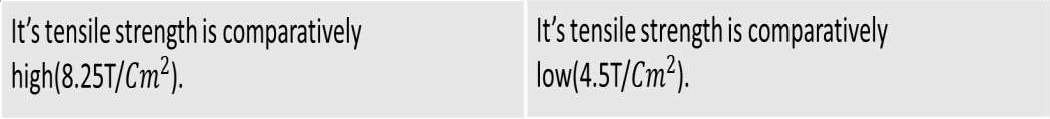 It's tensile strength is comparatively
high(8.25T/Cm²).
It's tensile strength is comparatively
low(4.5T/Cm²).